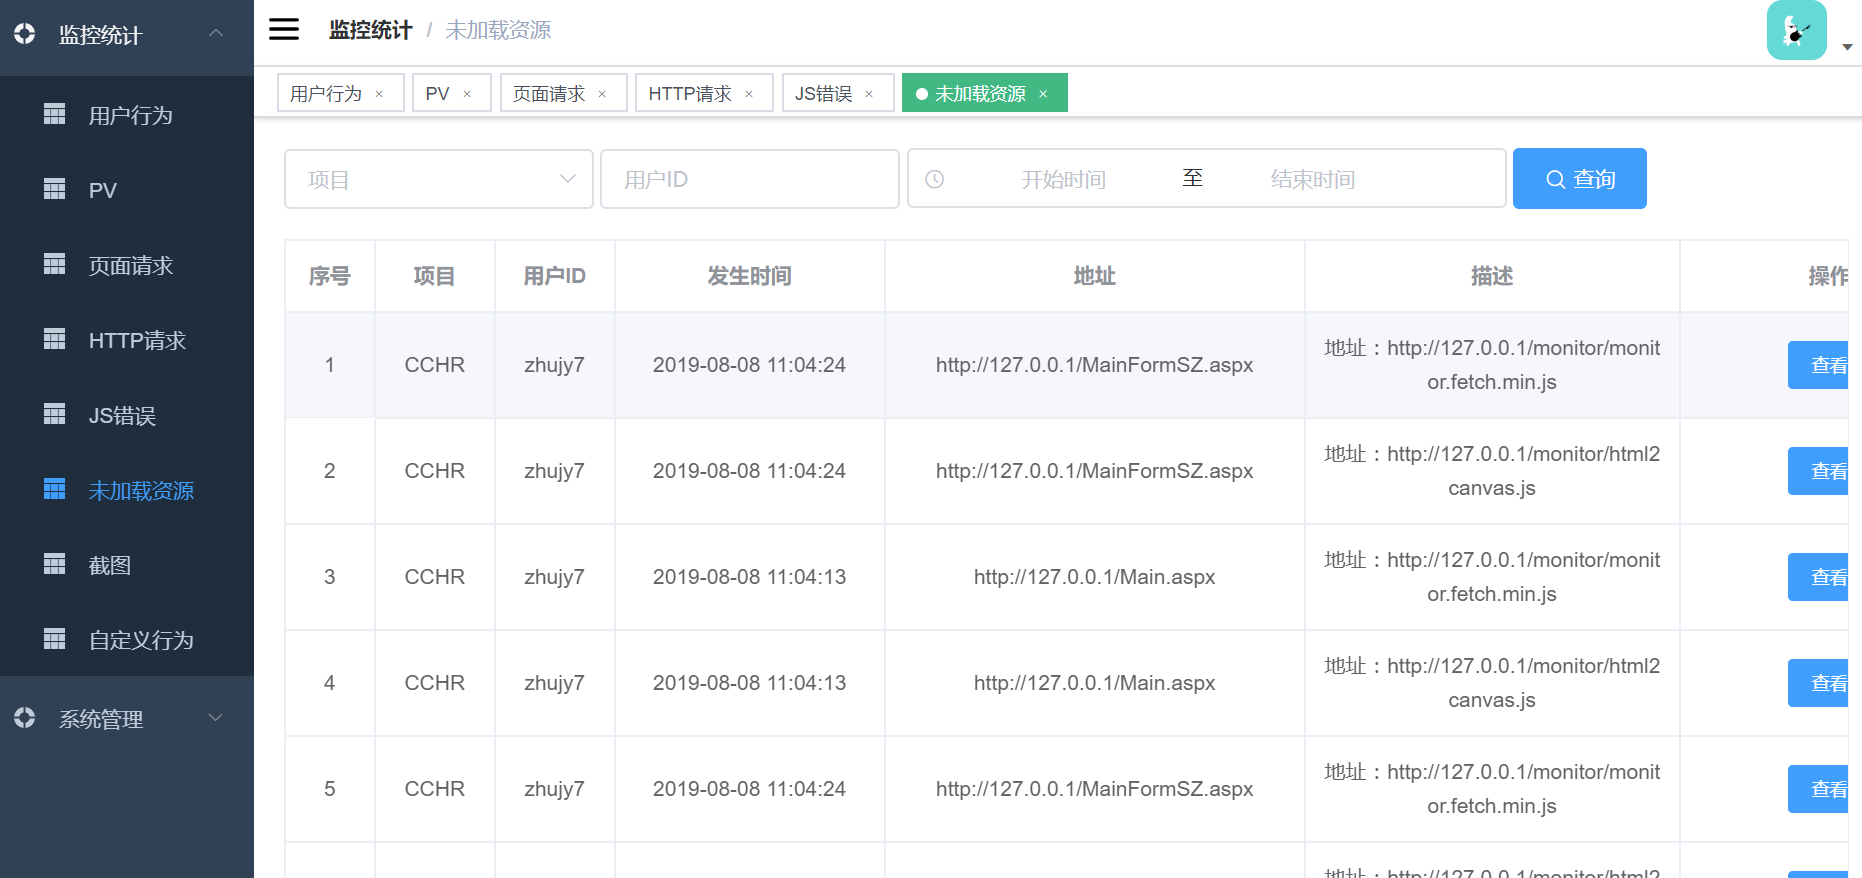 监控统计
用户行为
PV
页面请求
HTTP请求
JS错误
未加载资源
截图
自定义行为
系统管理
监控统计 / 未加载资源
用户行为 × PV × 页面请求 × HTTP请求 × JS错误 × 未加载资源 ×
项目 用户ID 开始时间 至 结束时间 查询
序号 项目 用户ID 发生时间 地址 描述 操作
1 CCHR zhujy7 2019-08-08 11:04:24 http://127.0.0.1/MainFormSZ.aspx 地址：http://127.0.0.1/monitor/monit 查看
or.fetch.min.js
2 CCHR zhujy7 2019-08-08 11:04:24 http://127.0.0.1/MainFormSZ.aspx 地址：http://127.0.0.1/monitor/html2 查看
canvas.js
3 CCHR zhujy7 2019-08-08 11:04:13 http://127.0.0.1/Main.aspx 地址：http://127.0.0.1/monitor/monit 查看
or.fetch.min.js
4 CCHR zhujy7 2019-08-08 11:04:13 http://127.0.0.1/Main.aspx 地址：http://127.0.0.1/monitor/html2 查看
canvas.js
5 CCHR zhujy7 2019-08-08 11:04:24 http://127.0.0.1/MainFormSZ.aspx 地址：http://127.0.0.1/monitor/monit 查看
or.fetch.min.js
地址：http://127.0.0.1/monitor/html2